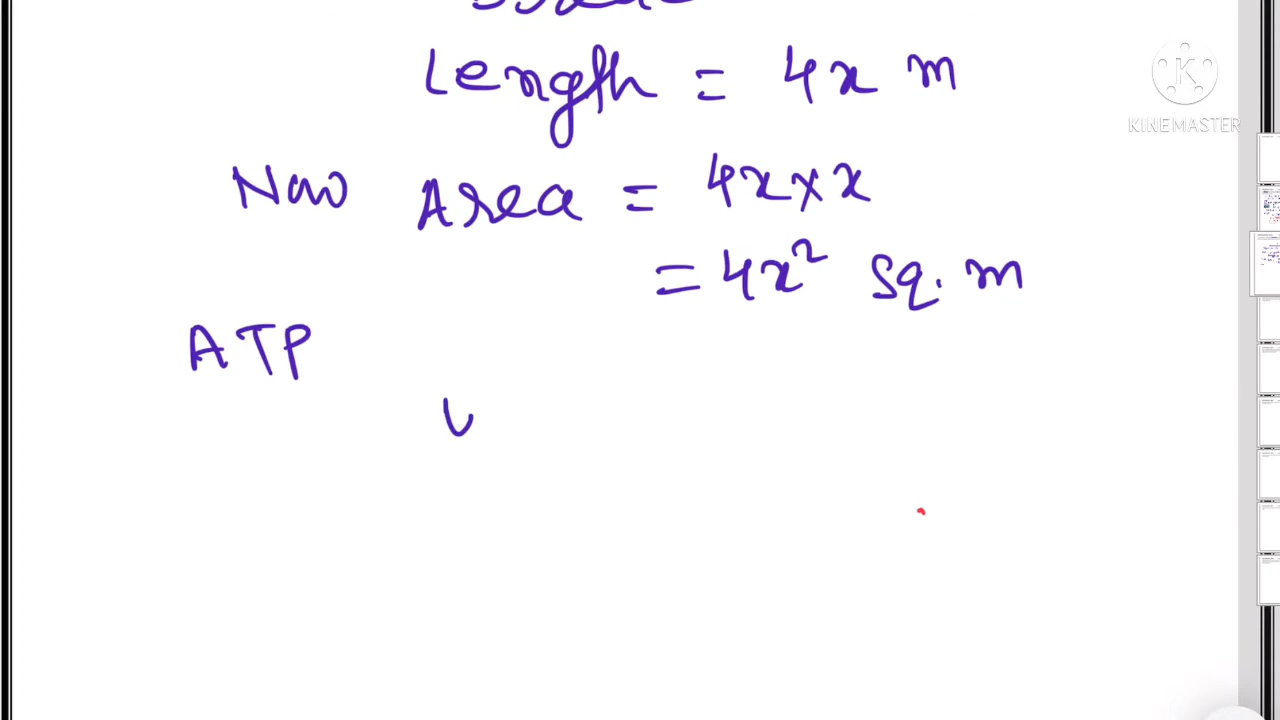 Length = 4x m
Now Area = 4x×x
= 4x² sq. m
ATP
K
KINEMASTER